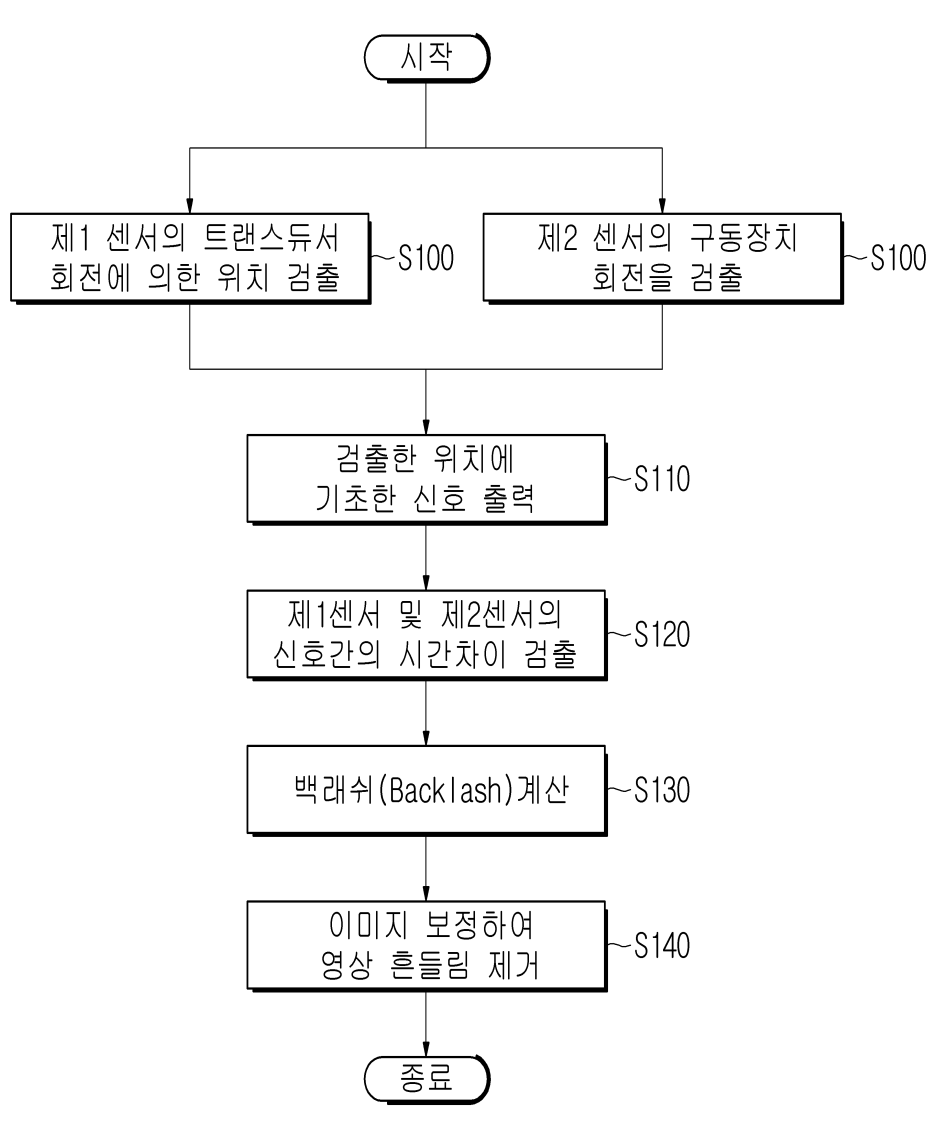 시작
제1 센서의 트랜스듀서
회전에 의한 위치 검출
S100
제2 센서의 구동장치
회전을 검출
S100
검출한 위치에
기초한 신호 출력
S110
제1센서 및 제2센서의
신호간의 시간차이 검출
S120
백래쉬(Backlash)계산
S130
이미지 보정하여
영상 흔들림 제거
S140
종료